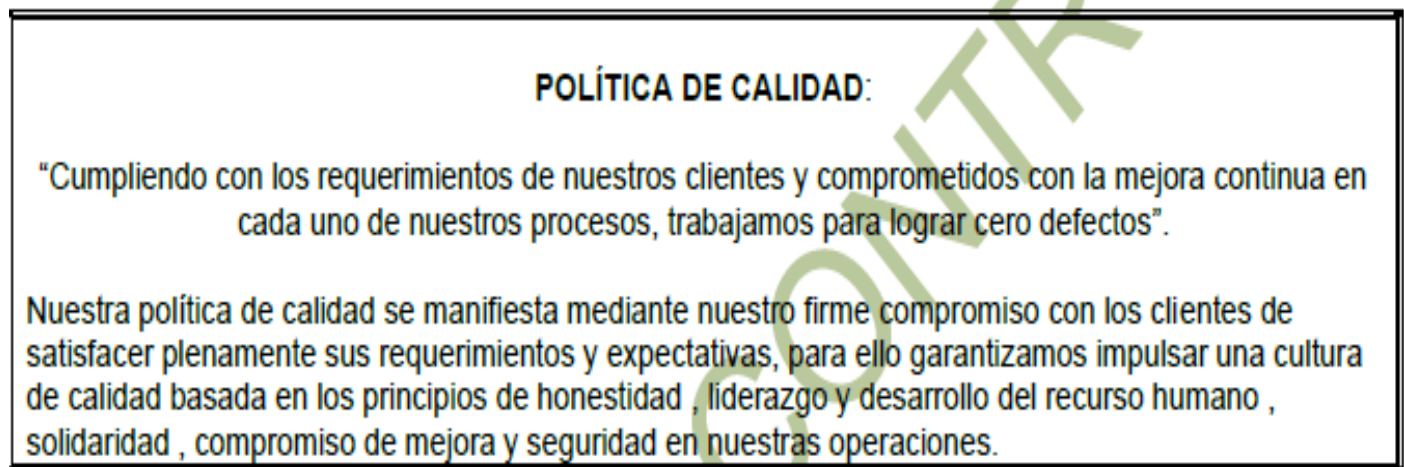 POLÍTICA DE CALIDAD:
“Cumpliendo con los requerimientos de nuestros clientes y comprometidos con la mejora continua en
cada uno de nuestros procesos, trabajamos para lograr cero defectos”.
Nuestra política de calidad se manifiesta mediante nuestro firme compromiso con los clientes de
satisfacer plenamente sus requerimientos y expectativas, para ello garantizamos impulsar una cultura
de calidad basada en los principios de honestidad , liderazgo y desarrollo del recurso humano ,
solidaridad , compromiso de mejora y seguridad en nuestras operaciones.
CONTR